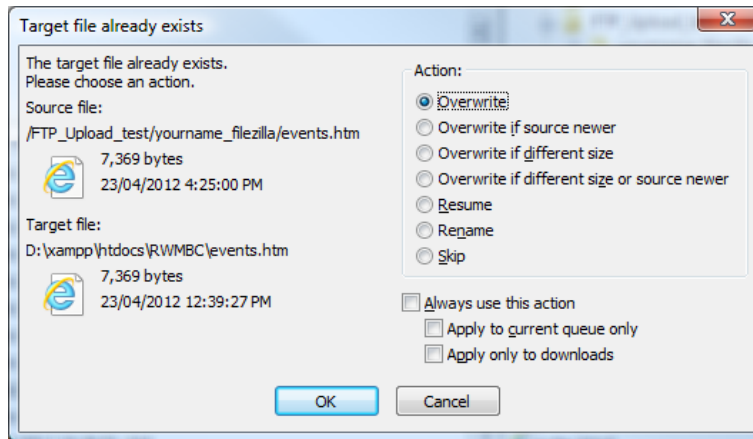 Target file already exists
The target file already exists.
Please choose an action.
Source file:
/FTP_Upload_test/yourname_filezilla/events.htm
7,369 bytes
23/04/2012 4:25:00 PM
Target file:
D:\xampp\htdocs\RWMBC\events.htm
7,369 bytes
23/04/2012 12:39:27 PM
Action:
Overwrite
Overwrite if source newer
Overwrite if different size
Overwrite if different size or source newer
Resume
Rename
Skip
Always use this action
Apply to current queue only
Apply only to downloads
OK
Cancel